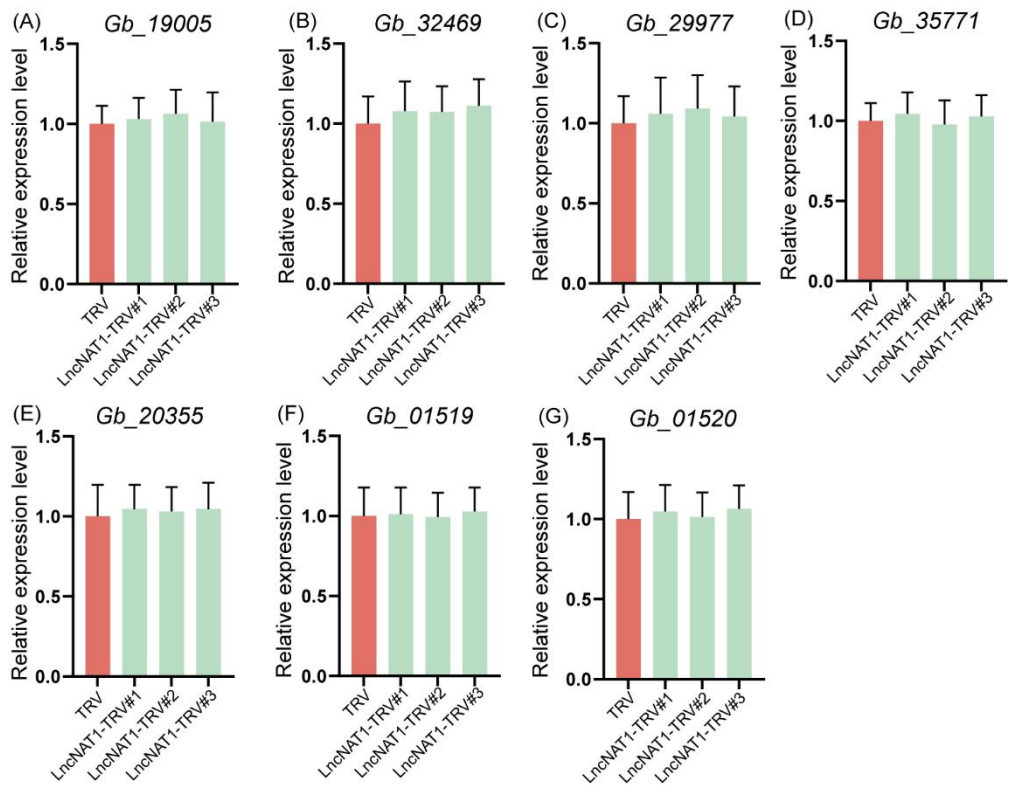 (A) Gb_19005
Relative expression level
1.5
1.0
0.5
0.0
TRV
LncNAT1-TRV#1
LncNAT1-TRV#2
LncNAT1-TRV#3
(B) Gb_32469
Relative expression level
1.5
1.0
0.5
0.0
TRV
LncNAT1-TRV#1
LncNAT1-TRV#2
LncNAT1-TRV#3
(C) Gb_29977
Relative expression level
1.5
1.0
0.5
0.0
TRV
LncNAT1-TRV#1
LncNAT1-TRV#2
LncNAT1-TRV#3
(D) Gb_35771
Relative expression level
1.5
1.0
0.5
0.0
TRV
LncNAT1-TRV#1
LncNAT1-TRV#2
LncNAT1-TRV#3
(E) Gb_20355
Relative expression level
1.5
1.0
0.5
0.0
TRV
LncNAT1-TRV#1
LncNAT1-TRV#2
LncNAT1-TRV#3
(F) Gb_01519
Relative expression level
1.5
1.0
0.5
0.0
TRV
LncNAT1-TRV#1
LncNAT1-TRV#2
LncNAT1-TRV#3
(G) Gb_01520
Relative expression level
1.5
1.0
0.5
0.0
TRV
LncNAT1-TRV#1
LncNAT1-TRV#2
LncNAT1-TRV#3